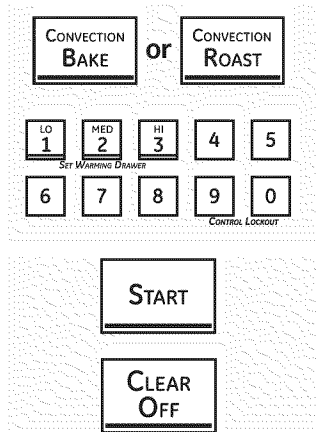 CONVECTION
BAKE
or
CONVECTION
ROAST
LO
1
MED
2
HI
3
4
5
SET WARMING DRAWER
6
7
8
9
0
CONTROL LOCKOUT
START
CLEAR
OFF